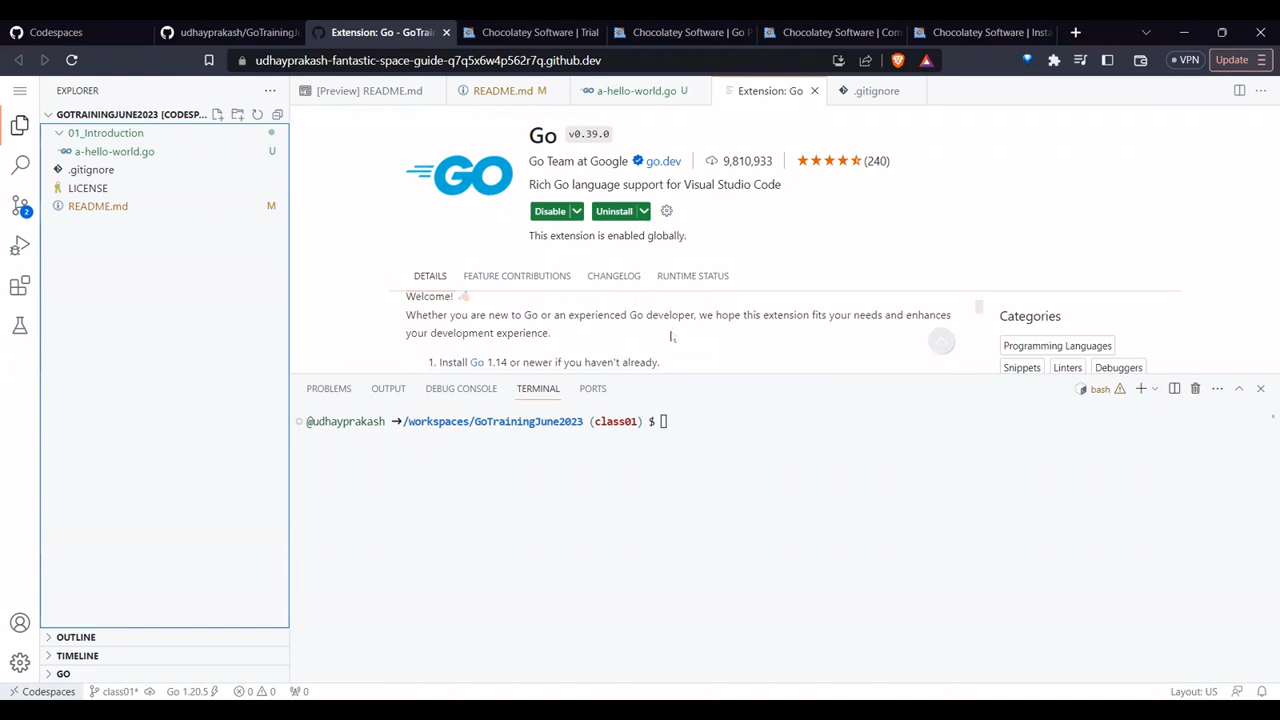 Codespaces
udhayprakash/GoTrainingJu
Extension: Go - GoTrai
Chocolatey Software | Trial
Chocolatey Software | Go P
Chocolatey Software | Con
Chocolatey Software | Insta
udhayprakash-fantastic-space-guide-q7q5x6w4p562r7q.github.dev
VPN
Update
EXPLORER
[Preview] README.md
README.md M
a-hello-world.go U
Extension: Go
.gitignore
GOTRAININGJUNE2023 [CODESP...
01_Introduction
a-hello-world.go U
.gitignore
LICENSE
README.md M
2
GO
Go v0.39.0
Go Team at Google go.dev 9,810,933 (240)
Rich Go language support for Visual Studio Code
Disable Uninstall
This extension is enabled globally.
DETAILS FEATURE CONTRIBUTIONS CHANGELOG RUNTIME STATUS
Welcome! 👋🏻
Whether you are new to Go or an experienced Go developer, we hope this extension fits your needs and enhances
your development experience.
1. Install Go 1.14 or newer if you haven't already.
Categories
Programming Languages
Snippets Linters Debuggers
PROBLEMS OUTPUT DEBUG CONSOLE TERMINAL PORTS
bash
@udhayprakash ➜/workspaces/GoTrainingJune2023 (class01) $
OUTLINE
TIMELINE
GO
Codespaces class01* Go 1.20.5 0 0 0
Layout: US